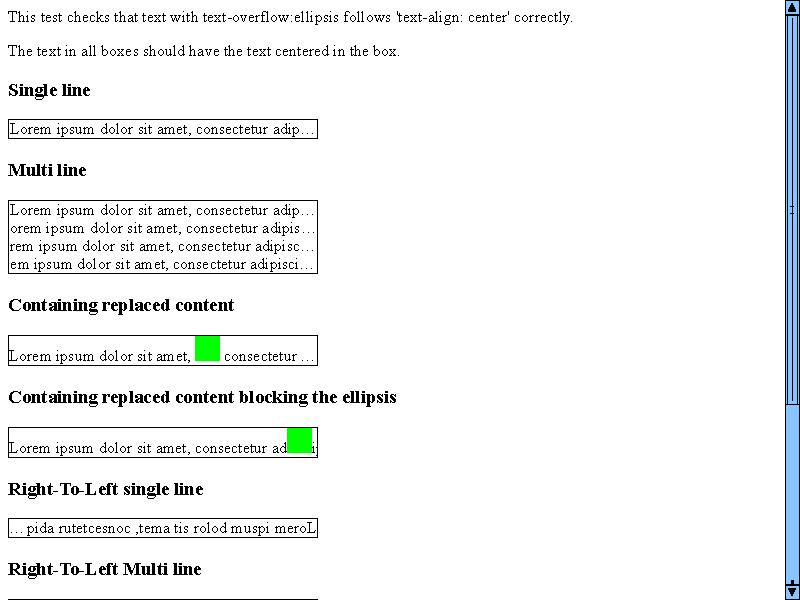 This test checks that text with text-overflow:ellipsis follows 'text-align: center' correctly.
The text in all boxes should have the text centered in the box.
Single line
Lorem ipsum dolor sit amet, consectetur adip...
Multi line
Lorem ipsum dolor sit amet, consectetur adip...
orem ipsum dolor sit amet, consectetur adipis...
rem ipsum dolor sit amet, consectetur adipisc...
em ipsum dolor sit amet, consectetur adipisci...
Containing replaced content
Lorem ipsum dolor sit amet, consectetur ...
Containing replaced content blocking the ellipsis
Lorem ipsum dolor sit amet, consectetur ad i
Right-To-Left single line
... pida rutetcesnoc ,tema tis rolod muspi meroL
Right-To-Left Multi line